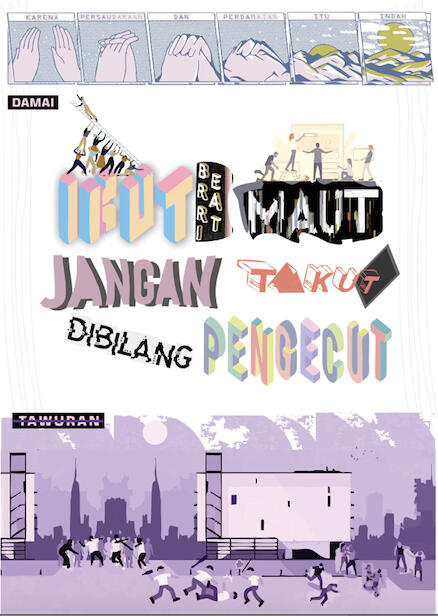 KARENA PERSAUDARAAN DAN PERDAMAIAN ITU INDAH
DAMAI
IKUT BERARTI MAUT
JANGAN TAKUT
DIBILANG PENGECUT
TAWURAN